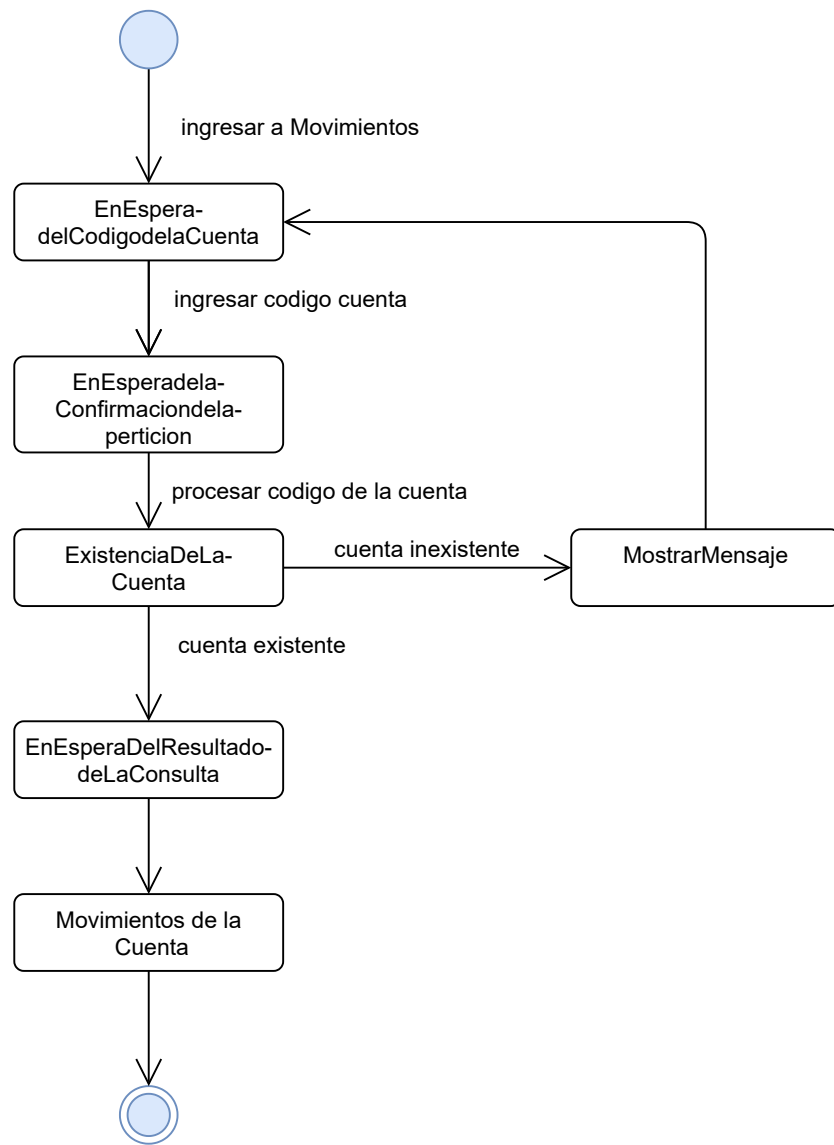 ingresar a Movimientos
EnEspera-
delCodigodelaCuenta
ingresar codigo cuenta
EnEsperadela-
Confirmaciondela-
perticion
procesar codigo de la cuenta
ExistenciaDeLa-
Cuenta
cuenta inexistente
MostrarMensaje
cuenta existente
EnEsperaDelResultado-
deLaConsulta
Movimientos de la
Cuenta